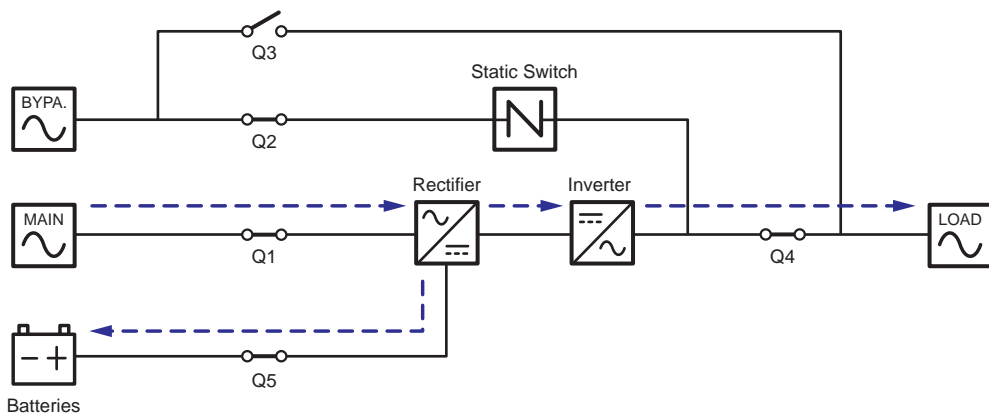 Q3
Static Switch
BYPA.
Q2
Rectifier
Inverter
MAIN
LOAD
Q1
Q4
Q5
Batteries